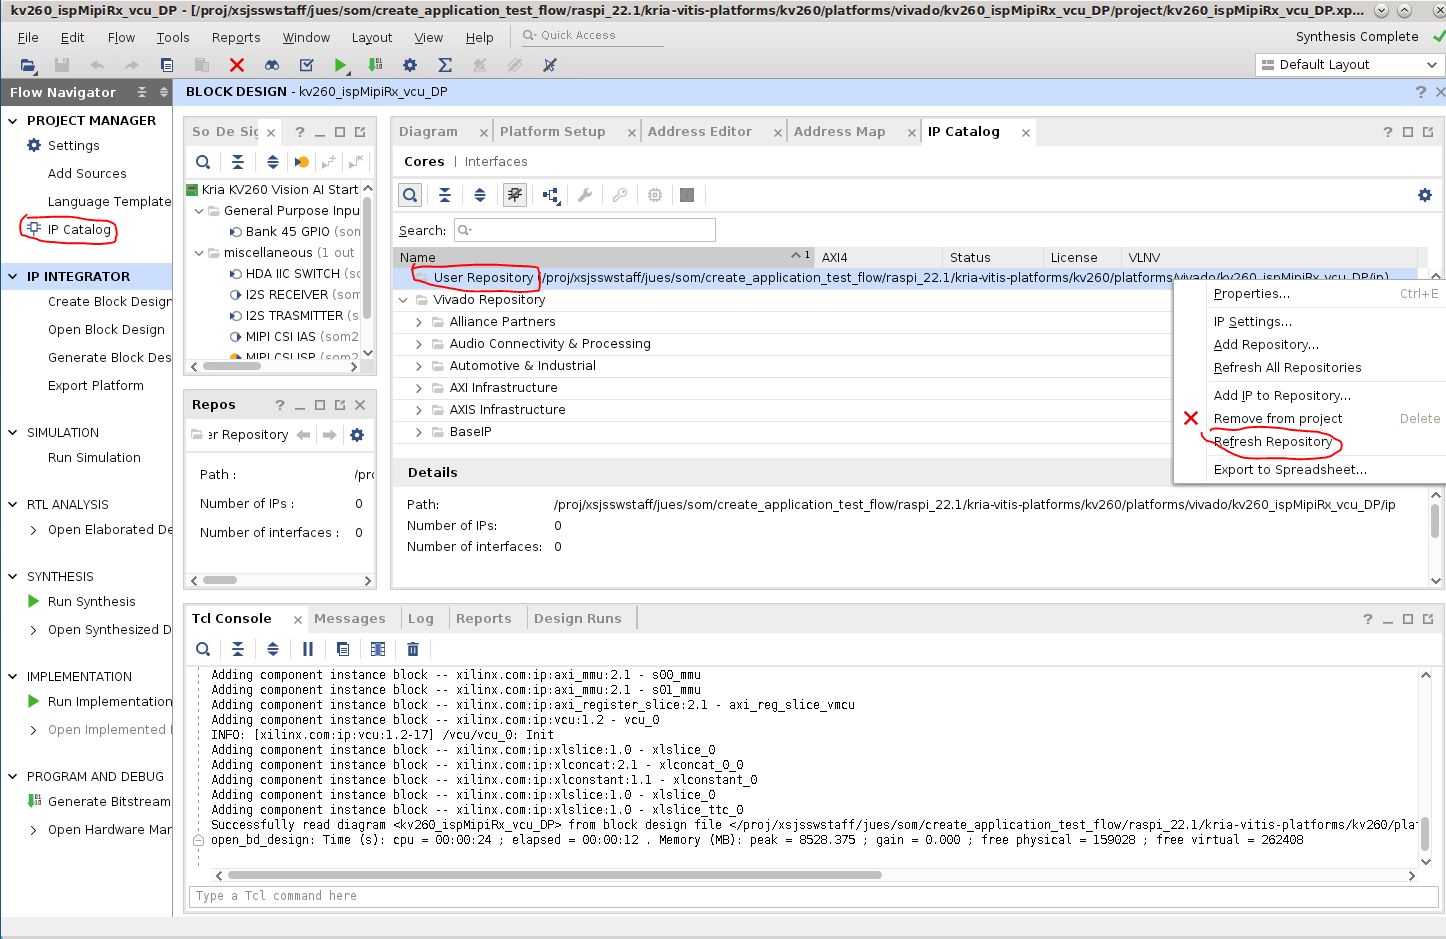 kv260_ispMipiRx_vcu_DP - [/proj/xsjsswstaff/jues/som/create_application_test_flow/raspi_22.1/kria-vitis-platforms/kv260/platforms/vivado/kv260_ispMipiRx_vcu_DP/project/kv260_ispMipiRx_vcu_DP.xp...
File Edit Flow Tools Reports Window Layout View Help Quick Access Synthesis Complete
Default Layout
Flow Navigator
PROJECT MANAGER
Settings
Add Sources
Language Template
IP Catalog
IP INTEGRATOR
Create Block Design
Open Block Design
Generate Block Des
Export Platform
SIMULATION
Run Simulation
RTL ANALYSIS
Open Elaborated De
SYNTHESIS
Run Synthesis
Open Synthesized D
IMPLEMENTATION
Run Implementation
Open Implemented
PROGRAM AND DEBUG
Generate Bitstream
Open Hardware Mar
BLOCK DESIGN - kv260_ispMipiRx_vcu_DP
So De Sig
Kria KV260 Vision AI Start
General Purpose Inpu
Bank 45 GPIO (som
miscellaneous (1 out
HDA IIC SWITCH (sc
I2S RECEIVER (som
I2S TRASMITTER (s
MIPI CSI IAS (som2
MIPI CSI ISP (som2
Repos
er Repository
Path : /pro
Number of IPs : 0
Number of interfaces : 0
Diagram Platform Setup Address Editor Address Map IP Catalog
Cores | Interfaces
Search:
Name 1 AXI4 Status License VLNV
User Repository (/proj/xsjsswstaff/jues/som/create_application_test_flow/raspi_22.1/kria-vitis-platforms/kv260/platforms/vivado/kv260_ispMipiRx_vcu_DP/ip)
Vivado Repository
Alliance Partners
Audio Connectivity & Processing
Automotive & Industrial
AXI Infrastructure
AXIS Infrastructure
BaseIP
Properties... Ctrl+E
IP Settings...
Add Repository...
Refresh All Repositories
Add IP to Repository...
Remove from project Delete
Refresh Repository
Export to Spreadsheet...
Details
Path: /proj/xsjsswstaff/jues/som/create_application_test_flow/raspi_22.1/kria-vitis-platforms/kv260/platforms/vivado/kv260_ispMipiRx_vcu_DP/ip
Number of IPs: 0
Number of interfaces: 0
Tcl Console Messages Log Reports Design Runs
Adding component instance block -- xilinx.com:ip:axi_mmu:2.1 - s00_mmu
Adding component instance block -- xilinx.com:ip:axi_mmu:2.1 - s01_mmu
Adding component instance block -- xilinx.com:ip:axi_register_slice:2.1 - axi_reg_slice_vmcu
Adding component instance block -- xilinx.com:ip:vcu:1.2 - vcu_0
INFO: [xilinx.com:ip:vcu:1.2-17] /vcu/vcu_0: Init
Adding component instance block -- xilinx.com:ip:xlslice:1.0 - xlslice_0
Adding component instance block -- xilinx.com:ip:xlconcat:2.1 - xlconcat_0_0
Adding component instance block -- xilinx.com:ip:xlconstant:1.1 - xlconstant_0
Adding component instance block -- xilinx.com:ip:xlslice:1.0 - xlslice_0
Adding component instance block -- xilinx.com:ip:xlslice:1.0 - xlslice_ttc_0
Successfully read diagram <kv260_ispMipiRx_vcu_DP> from block design file </proj/xsjsswstaff/jues/som/create_application_test_flow/raspi_22.1/kria-vitis-platforms/kv260/plat
open_bd_design: Time (s): cpu = 00:00:24 ; elapsed = 00:00:12 . Memory (MB): peak = 8528.375 ; gain = 0.000 ; free physical = 159028 ; free virtual = 262408
Type a Tcl command here